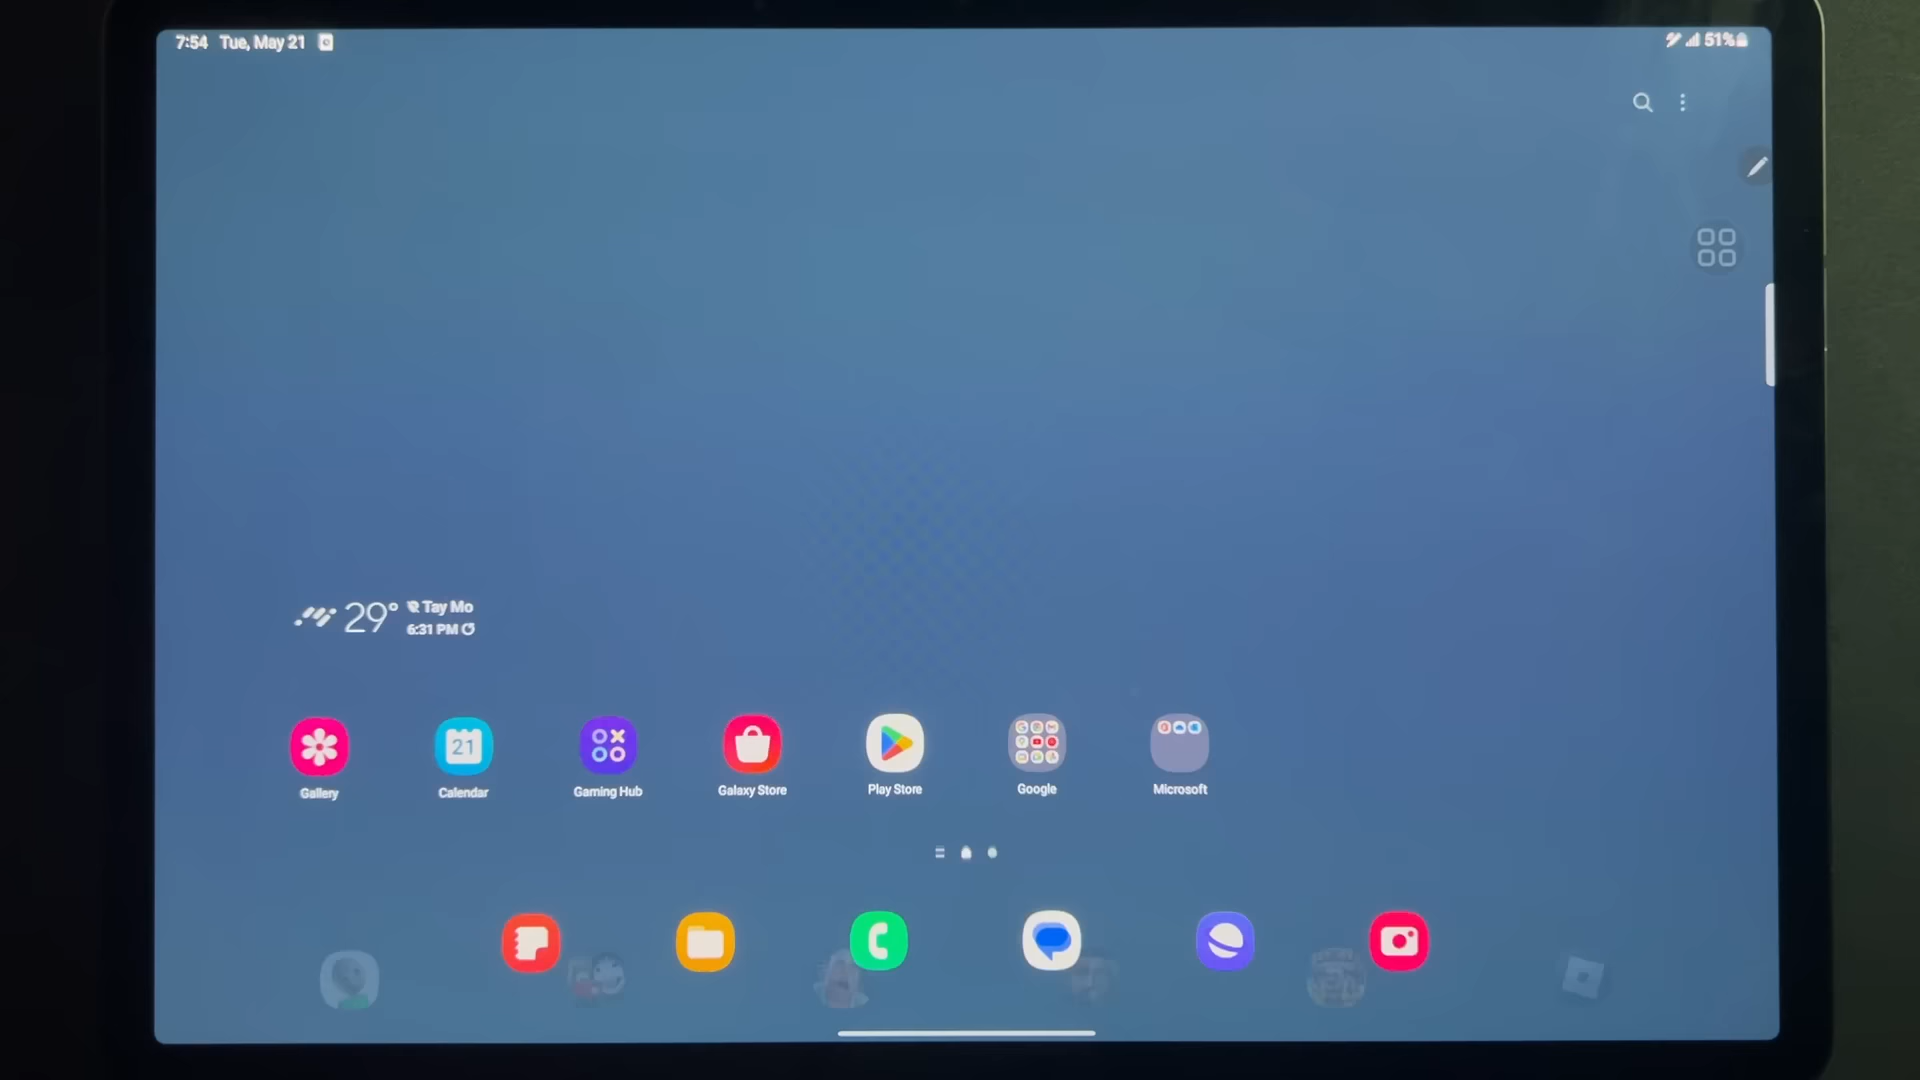 7:54 Tue, May 21
51%
29° Tay Mo
6:31 PM
21
Gallery
Calendar
Gaming Hub
Galaxy Store
Play Store
Google
Microsoft